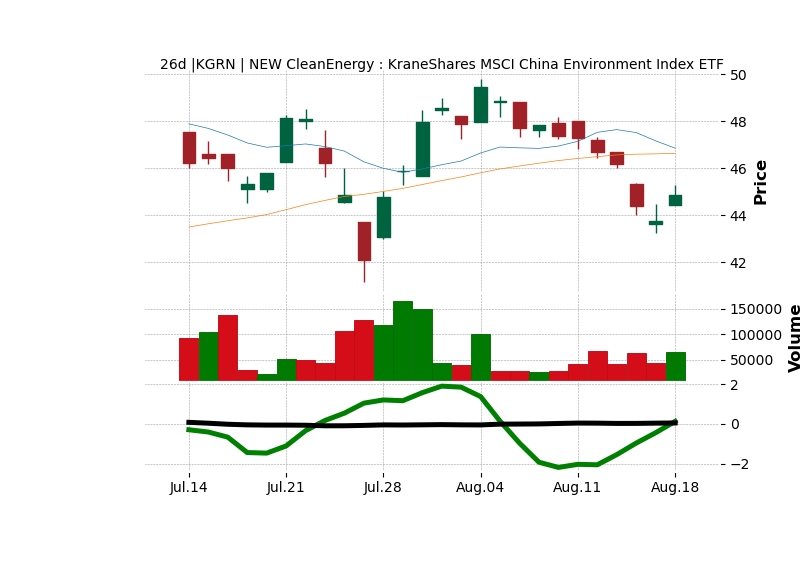 26d |KGRN | NEW CleanEnergy : KraneShares MSCI China Environment Index ETF
50
48
46
44
42
Price
150000
100000
50000
Volume
2
0
−2
Jul.14 Jul.21 Jul.28 Aug.04 Aug.11 Aug.18